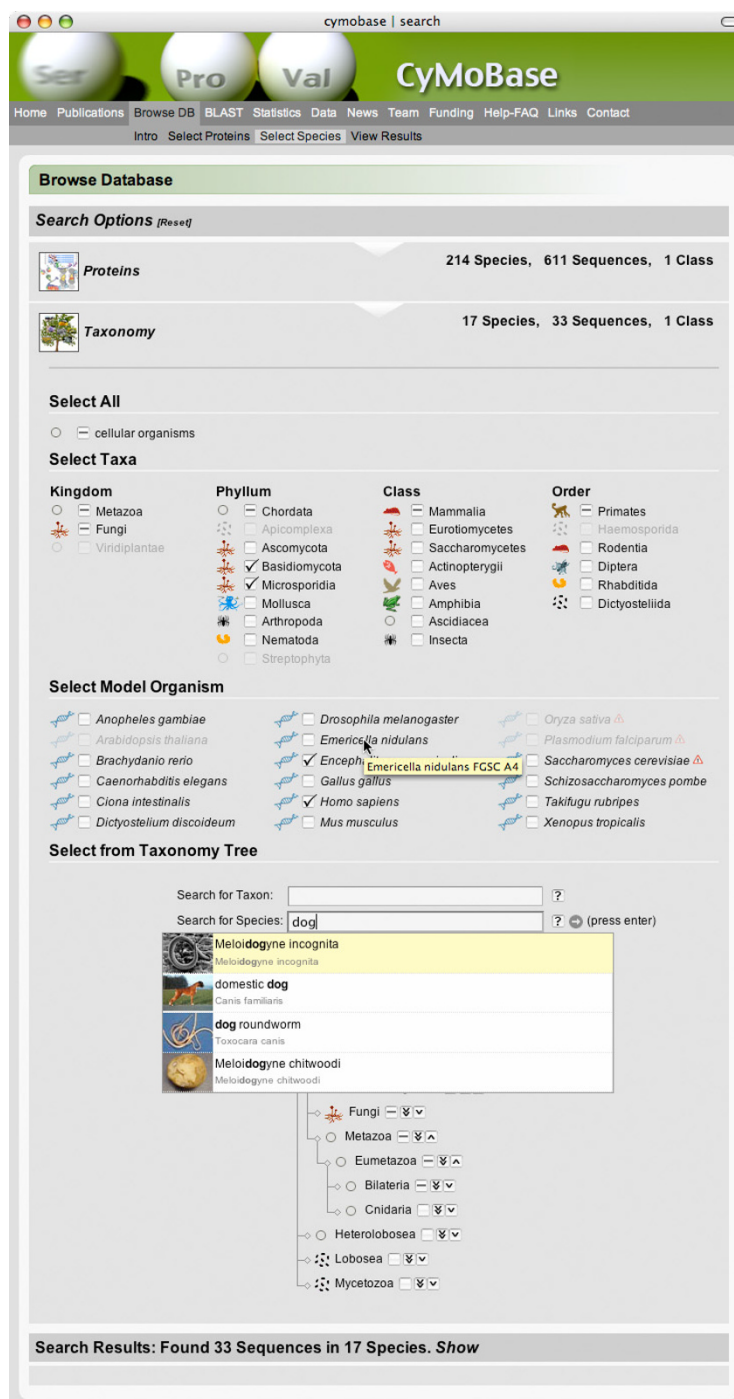 cymobase | search
Ser Pro Val CyMoBase
Home Publications Browse DB BLAST Statistics Data News Team Funding Help-FAQ Links Contact
Intro Select Proteins Select Species View Results
Browse Database
Search Options [Reset]
Proteins 214 Species, 611 Sequences, 1 Class
Taxonomy 17 Species, 33 Sequences, 1 Class
Select All
cellular organisms
Select Taxa
Kingdom Phyllum Class Order
Metazoa Chordata Mammalia Primates
Fungi Apicomplexa Eurotiomycetes Haemosporida
Viridiplantae Ascomycota Saccharomycetes Rodentia
Basidiomycota Actinopterygii Diptera
Microsporidia Aves Rhabditida
Mollusca Amphibia Dictyosteliida
Arthropoda Ascidiacea
Nematoda Insecta
Streptophyta
Select Model Organism
Anopheles gambiae Drosophila melanogaster Oryza sativa
Arabidopsis thaliana Emericella nidulans Plasmodium falciparum
Brachydanio rerio Saccharomyces cerevisiae
Emericella nidulans FGSC A4
Caenorhabditis elegans Gallus gallus Schizosaccharomyces pombe
Ciona intestinalis Homo sapiens Takifugu rubripes
Dictyostelium discoideum Mus musculus Xenopus tropicalis
Select from Taxonomy Tree
Search for Taxon: ?
Search for Species: dog ? (press enter)
Meloidogyne incognita
Meloidogyne incognita
domestic dog
Canis familiaris
dog roundworm
Toxocara canis
Meloidogyne chitwoodi
Meloidogyne chitwoodi
Fungi
Metazoa
Eumetazoa
Bilateria
Cnidaria
Heterolobosea
Lobosea
Mycetozoa
Search Results: Found 33 Sequences in 17 Species. Show